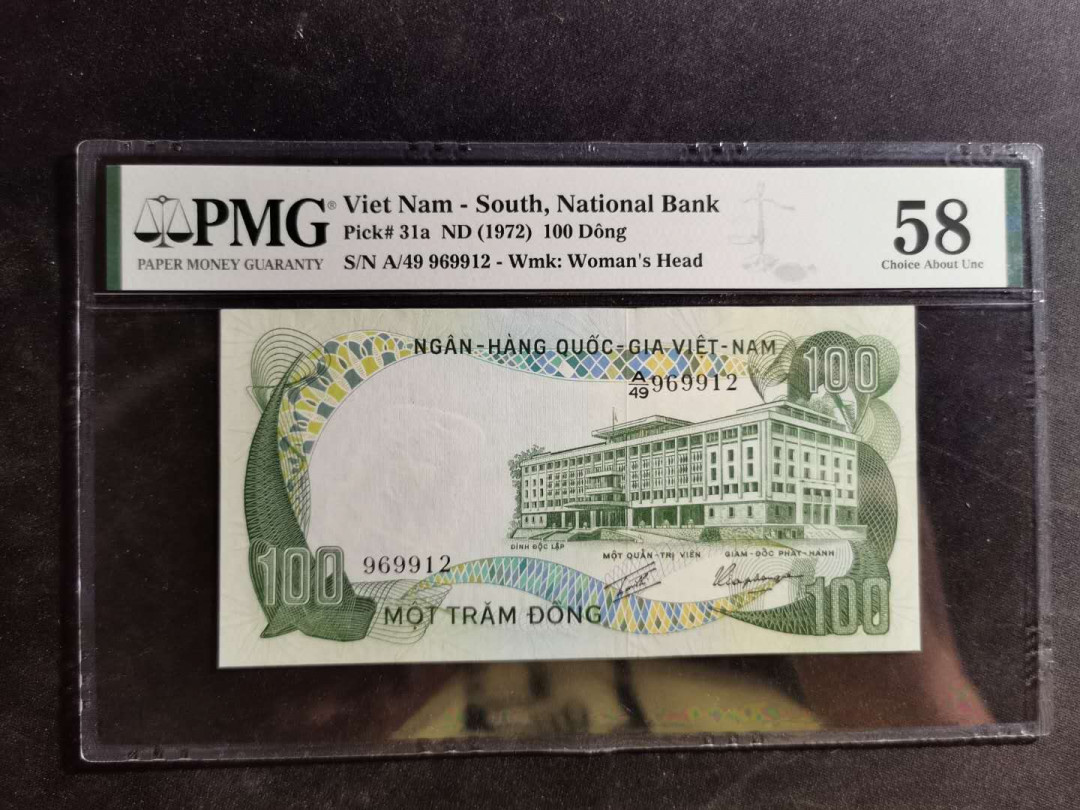 PMG®
PAPER MONEY GUARANTY
Viet Nam - South, National Bank
Pick# 31a ND (1972) 100 Dông
S/N A/49 969912 - Wmk: Woman's Head
58
Choice About Unc
NGÂN-HÀNG QUỐC-GIA VIỆT-NAM
100
A/49 969912
ĐINH ĐỘC LẬP
MỘT QUẢN-TRỊ VIÊN
GIÁM-ĐỐC PHÁT-HÀNH
100
969912
100
MỘT TRĂM ĐỒNG